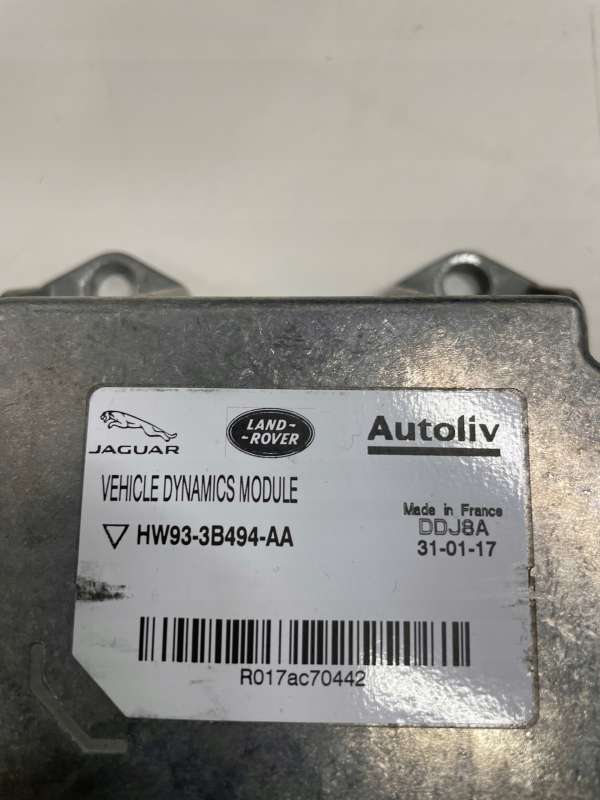 JAGUAR
LAND-
-ROVER
Autoliv
VEHICLE DYNAMICS MODULE
Made in France
DDJ8A
HW93-3B494-AA
31-01-17
R017ac70442